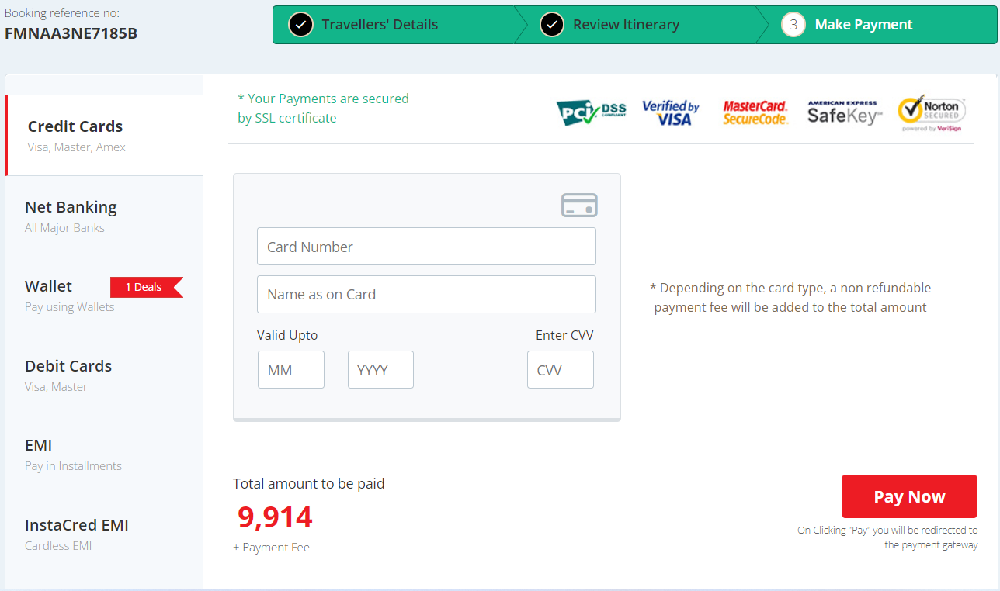 Booking reference no:
FMNAA3NE7185B
Travellers' Details
Review Itinerary
3 Make Payment
Credit Cards
Visa, Master, Amex
Net Banking
All Major Banks
Wallet
1 Deals
Pay using Wallets
Debit Cards
Visa, Master
EMI
Pay in Installments
InstaCred EMI
Cardless EMI
* Your Payments are secured
by SSL certificate
PCI DSS
COMPLIANT
Verified by
VISA
MasterCard.
SecureCode.
AMERICAN EXPRESS
SafeKey℠
Norton
SECURED
powered by VeriSign
Card Number
Name as on Card
Valid Upto
Enter CVV
MM
YYYY
CVV
* Depending on the card type, a non refundable
payment fee will be added to the total amount
Total amount to be paid
9,914
+ Payment Fee
Pay Now
On Clicking "Pay" you will be redirected to
the payment gateway